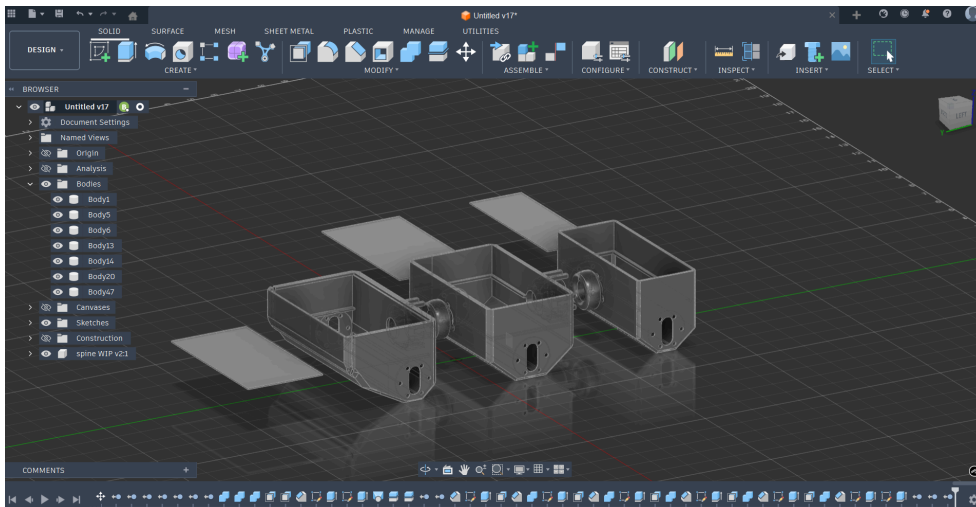 Untitled v17*
SOLID SURFACE MESH SHEET METAL PLASTIC MANAGE UTILITIES
DESIGN
CREATE MODIFY ASSEMBLE CONFIGURE CONSTRUCT INSPECT INSERT SELECT
BROWSER
Untitled v17
Document Settings
Named Views
Origin
Analysis
Bodies
Body1
Body5
Body6
Body13
Body14
Body20
Body47
Canvases
Sketches
Construction
spine WIP v2:1
COMMENTS